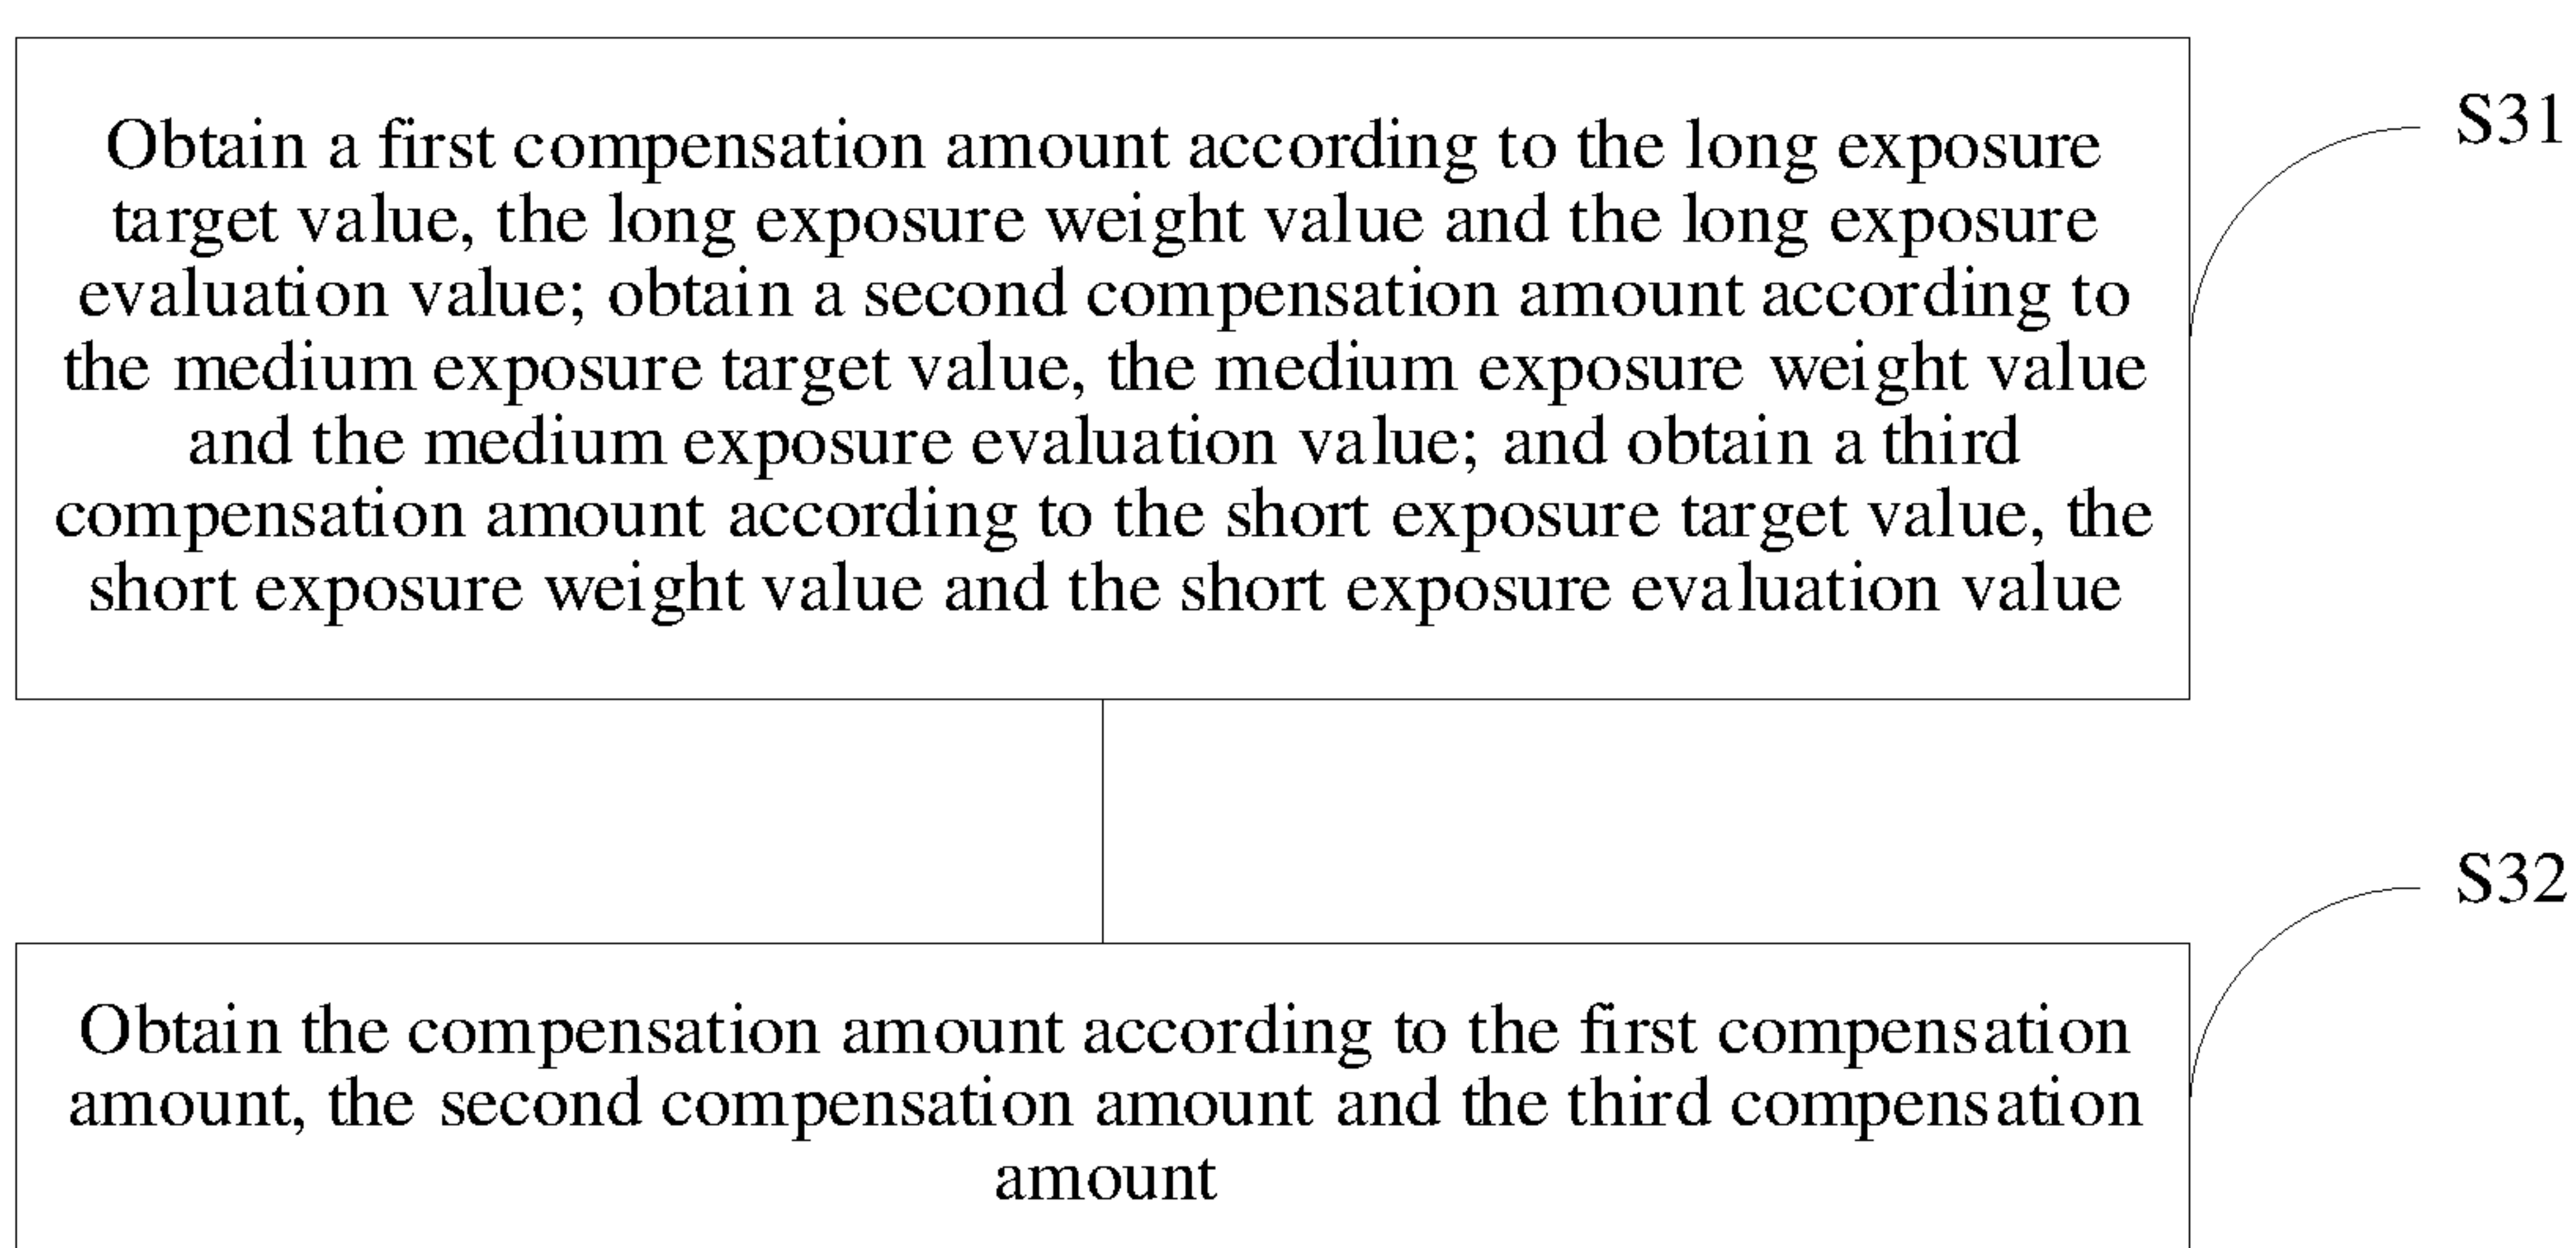 Obtain a first compensation amount according to the long exposure
target value, the long exposure weight value and the long exposure
evaluation value; obtain a second compensation amount according to
the medium exposure target value, the medium exposure weight value
and the medium exposure evaluation value; and obtain a third
compensation amount according to the short exposure target value, the
short exposure weight value and the short exposure evaluation value
S31
S32
Obtain the compensation amount according to the first compensation
amount, the second compensation amount and the third compensation
amount